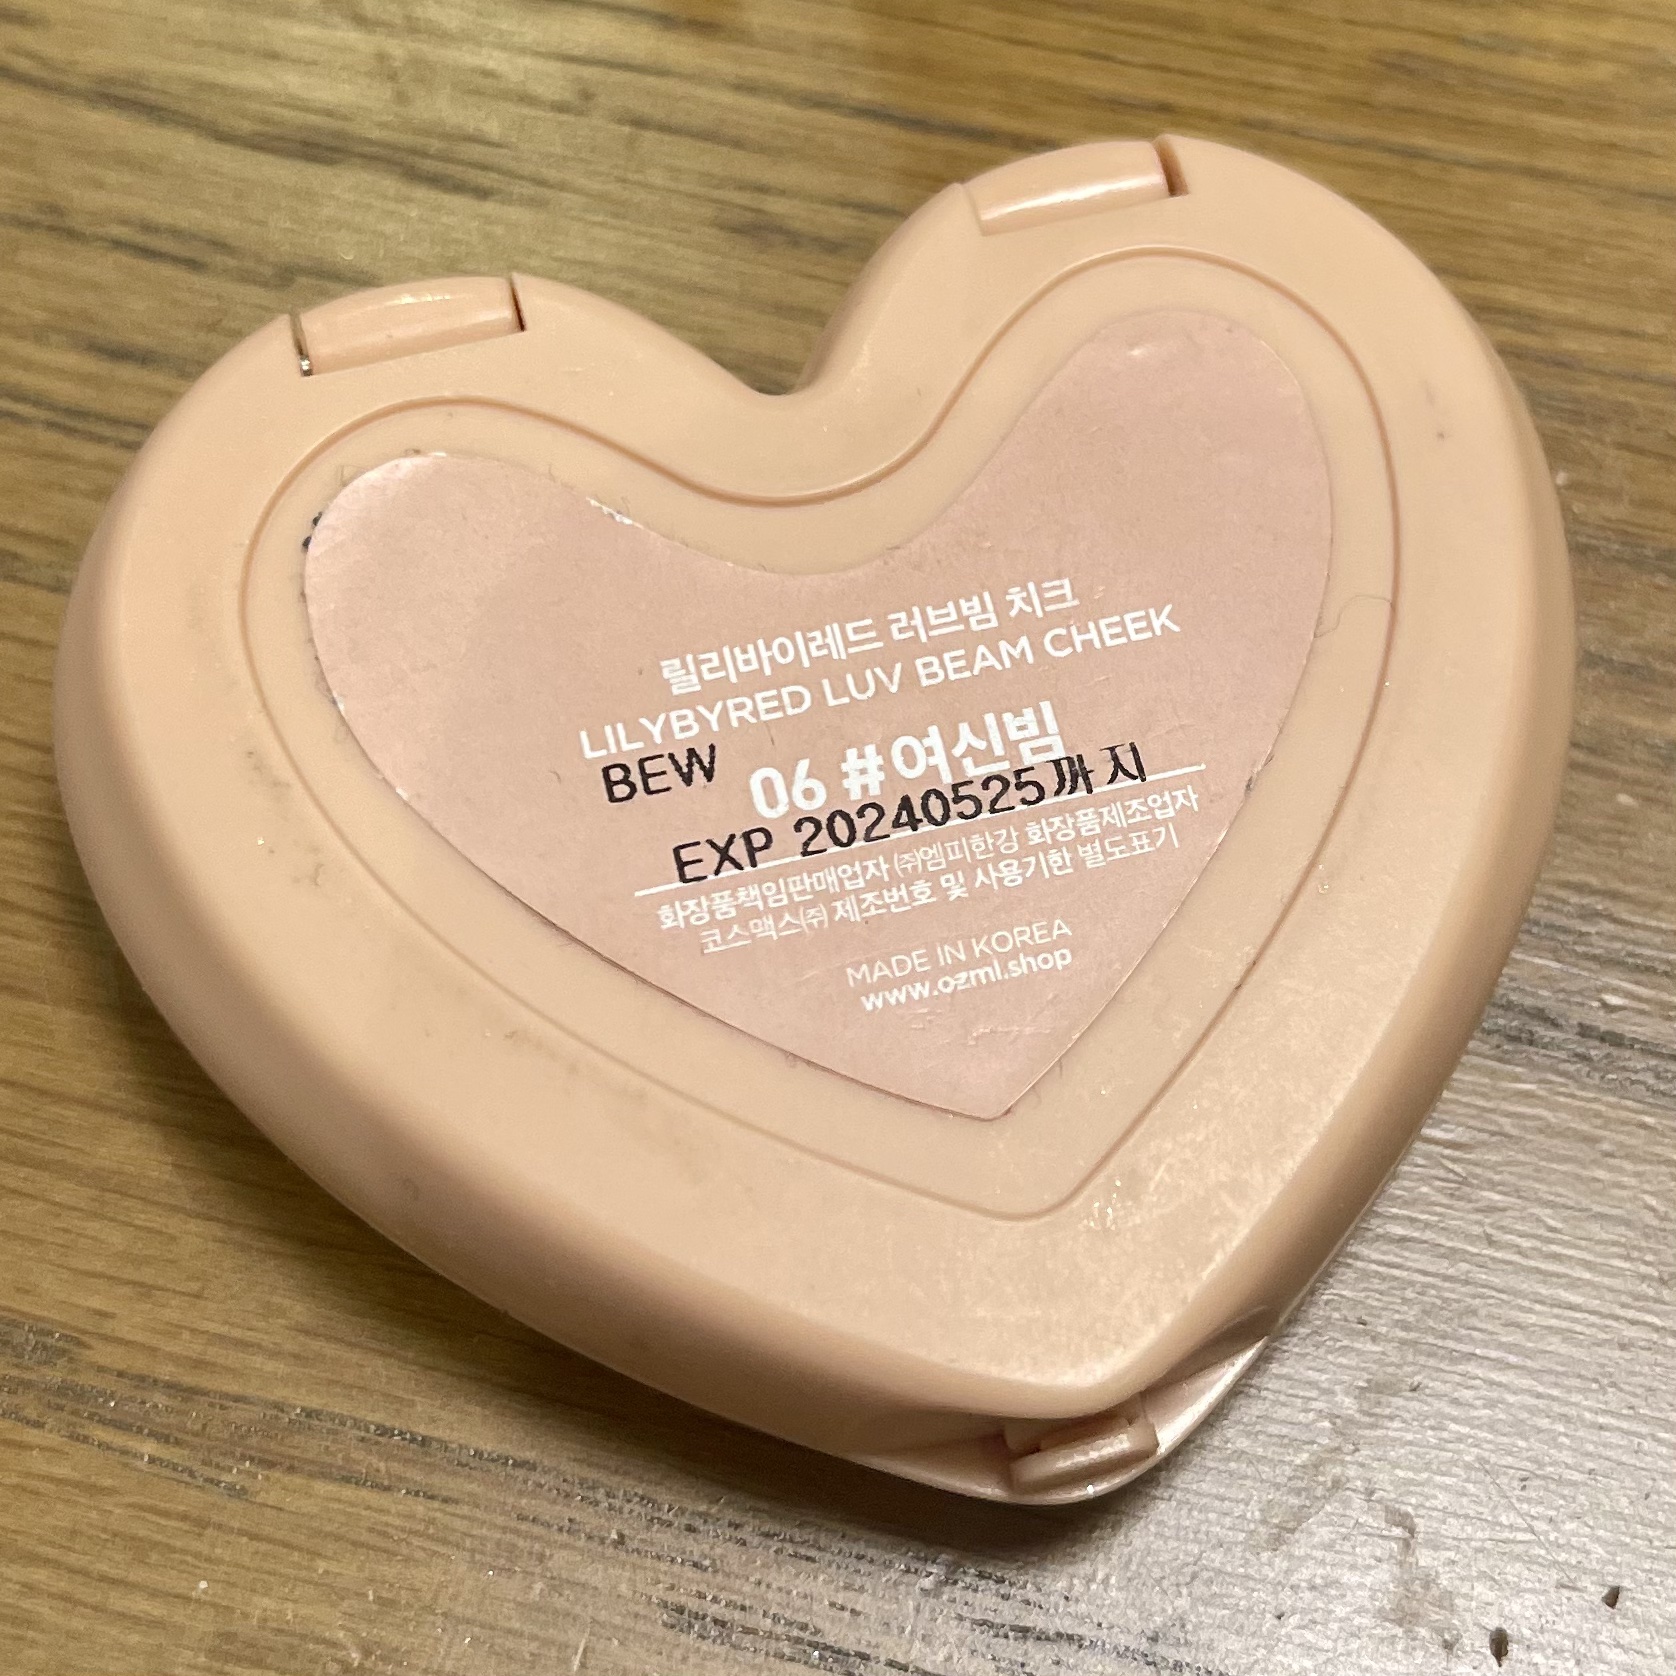 릴리바이레드 러브빔 치크
LILYBYRED LUV BEAM CHEEK
BEW
06 #여신빔
EXP 20240525까지
화장품책임판매업자 ㈜엠피한강 화장품제조업자
코스맥스㈜ 제조번호 및 사용기한 별도표기
MADE IN KOREA
www.ozml.shop